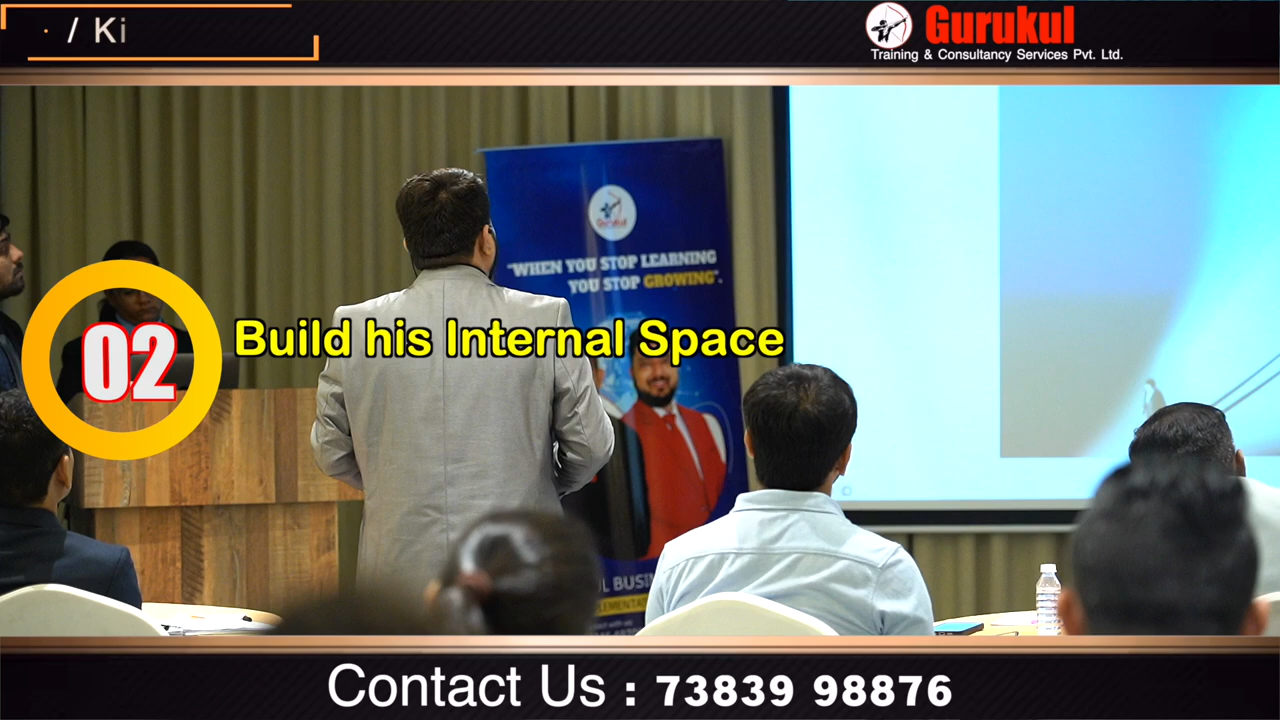 / Ki
Gurukul
Training & Consultancy Services Pvt. Ltd.
Gurukul
"WHEN YOU STOP LEARNING
YOU STOP GROWING".
02
Build his Internal Space
Contact Us : 73839 98876